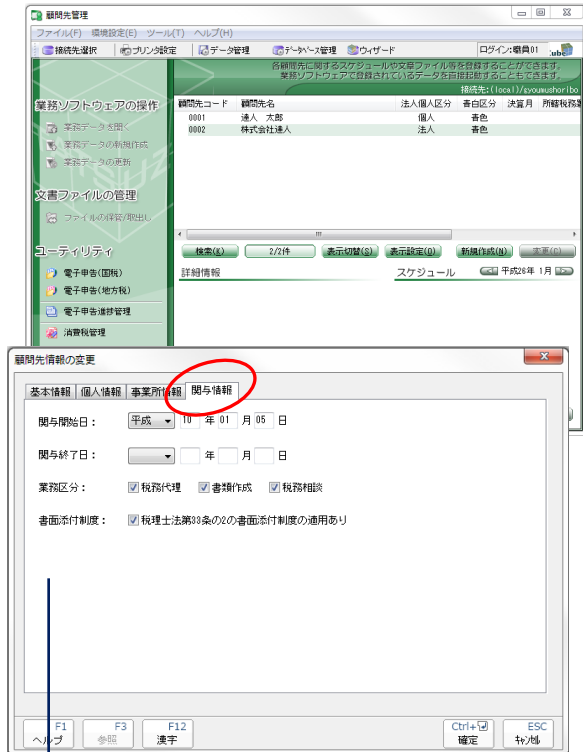 顧問先管理
ファイル(F) 環境設定(E) ツール(T) ヘルプ(H)
接続先選択 プリンタ設定 データ管理 データベース管理 ウィザード ログイン:職員01
各顧問先に関するスケジュールや文章ファイル等を登録することができます。
業務ソフトウェアで登録されているデータを直接起動することもできます。
接続先:(local)/gyoumushoribo
業務ソフトウェアの操作
業務データを開く
業務データの新規作成
業務データの更新
文書ファイルの管理
ファイルの保管/取出し
ユーティリティ
電子申告(国税)
電子申告(地方税)
電子申告進捗管理
消費税管理
顧問先コード 顧問先名 法人個人区分 青白区分 決算月 所轄税務
0001 達人 太郎 個人 青色
0002 株式会社達人 法人 青色
検索(K) 2/2件 表示切替(S) 表示設定(O) 新規作成(N) 変更(C)
詳細情報 スケジュール 平成26年 1月
顧問先情報の変更
基本情報 個人情報 事業所情報 関与情報
関与開始日: 平成 10 年 01 月 05 日
関与終了日: 年 月 日
業務区分: 税務代理 書類作成 税務相談
書面添付制度: 税理士法第33条の2の書面添付制度の適用あり
F1 ヘルプ
F3 参照
F12 漢字
Ctrl+ 確定
ESC キャンセル